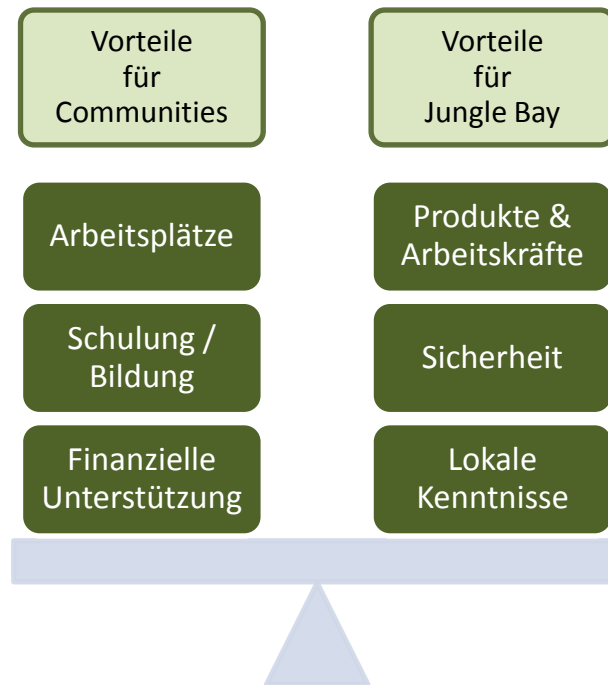 Vorteile
für
Communities
Vorteile
für
Jungle Bay
Arbeitsplätze
Produkte &
Arbeitskräfte
Schulung /
Bildung
Sicherheit
Finanzielle
Unterstützung
Lokale
Kenntnisse